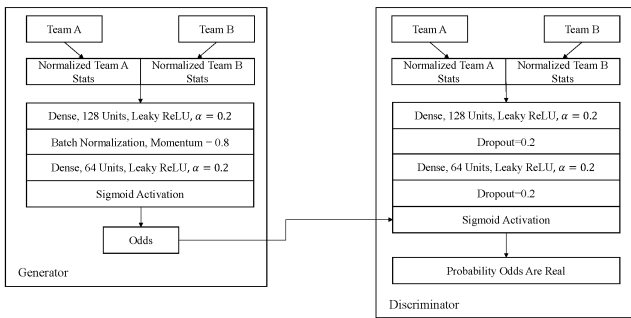 Team A
Team B
Normalized Team A
Stats
Normalized Team B
Stats
Dense, 128 Units, Leaky ReLU, α = 0.2
Batch Normalization, Momentum = 0.8
Dense, 64 Units, Leaky ReLU, α = 0.2
Sigmoid Activation
Odds
Generator
Team A
Team B
Normalized Team A
Stats
Normalized Team B
Stats
Dense, 128 Units, Leaky ReLU, α = 0.2
Dropout=0.2
Dense, 64 Units, Leaky ReLU, α = 0.2
Dropout=0.2
Sigmoid Activation
Probability Odds Are Real
Discriminator